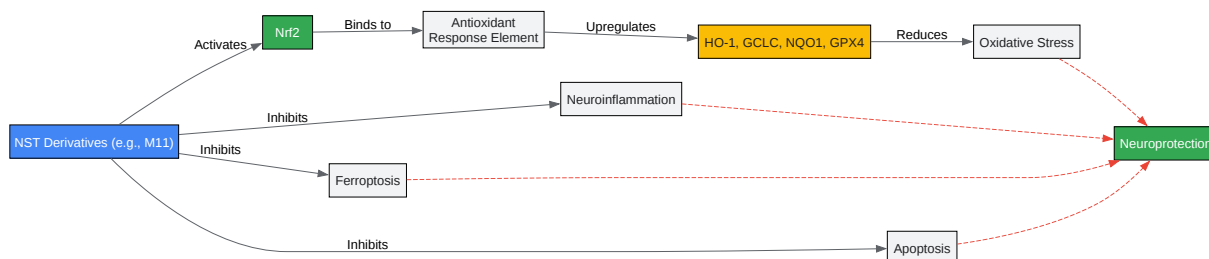 Activates
Nrf2
Binds to
Antioxidant
Response Element
Upregulates
HO-1, GCLC, NQO1, GPX4
Reduces
Oxidative Stress
NST Derivatives (e.g., M11)
Inhibits
Neuroinflammation
Neuroprotection
Inhibits
Ferroptosis
Inhibits
Apoptosis